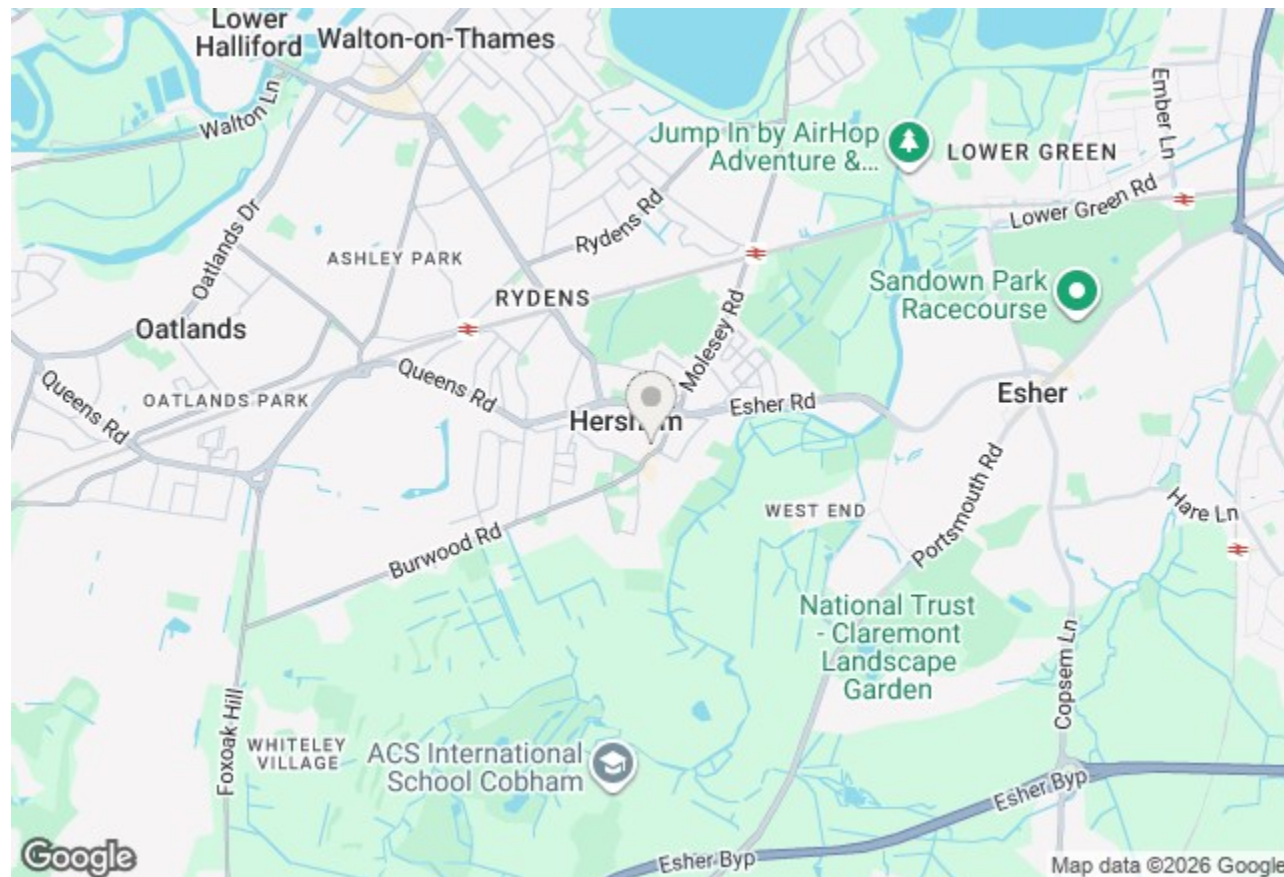 Lower
Halliford
Walton-on-Thames
Walton Ln
Ember Ln
Jump In by AirHop
Adventure &...
LOWER GREEN
Lower Green Rd
Rydens Rd
Oatlands Dr
ASHLEY PARK
RYDENS
Sandown Park
Racecourse
Oatlands
Molesey Rd
Queens Rd
Queens Rd
OATLANDS PARK
Esher Rd
Esher
Hersham
Portsmouth Rd
Hare Ln
WEST END
Burwood Rd
National Trust
- Claremont
Landscape
Garden
Copsem Ln
Foxoak Hill
WHITELEY
VILLAGE
ACS International
School Cobham
Esher Byp
Esher Byp
Google
Map data ©2026 Google